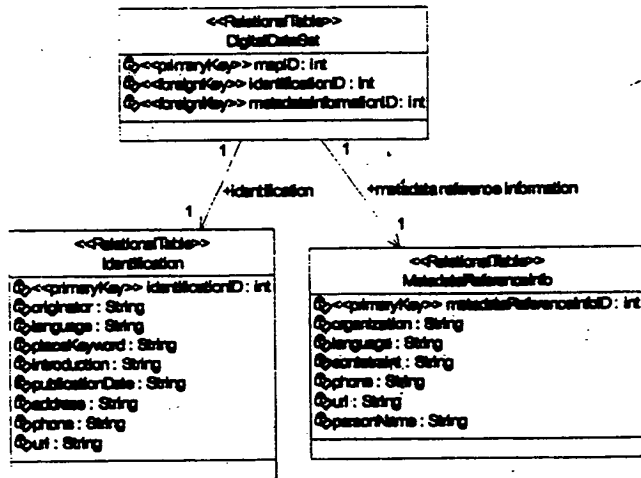 <<RelationalTable>>
DigitalDataSet
<<primaryKey>> mapID : int
<<foreignKey>> identificationID : int
<<foreignKey>> metadataInformationID : int
1
1
+identification
+metadata reference information
1
1
<<RelationalTable>>
Identification
<<primaryKey>> identificationID : int
originator : String
language : String
placeKeyword : String
introduction : String
publicationDate : String
address : String
phone : String
url : String
<<RelationalTable>>
MetadataReferenceInfo
<<primaryKey>> metadataReferenceInfoID : int
organization : String
language : String
constraint : String
phone : String
url : String
personName : String